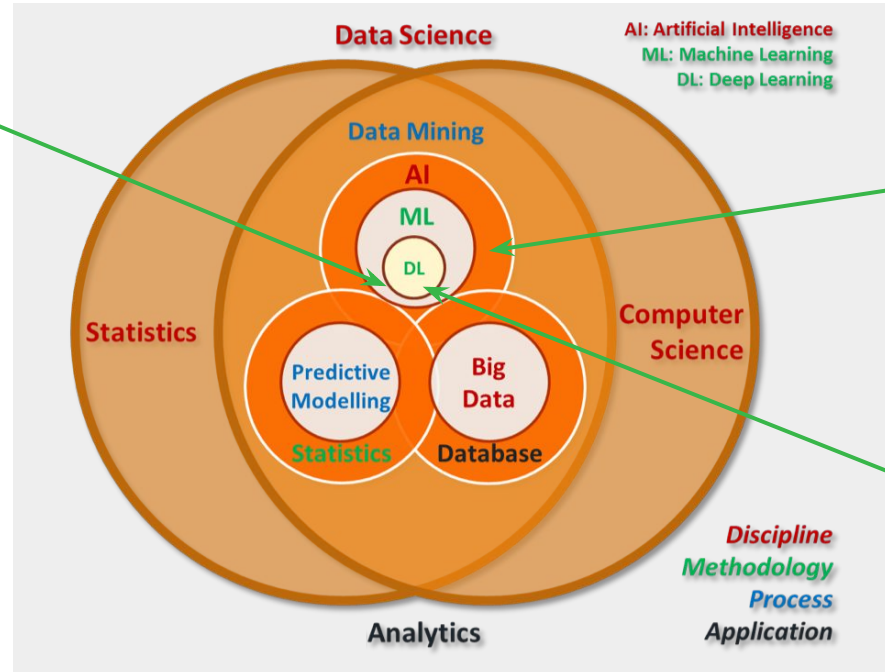 Data Science
AI: Artificial Intelligence
ML: Machine Learning
DL: Deep Learning
Data Mining
AI
ML
DL
Statistics
Computer
Science
Predictive
Modelling
Big
Data
Statistics
Database
Discipline
Methodology
Process
Application
Analytics